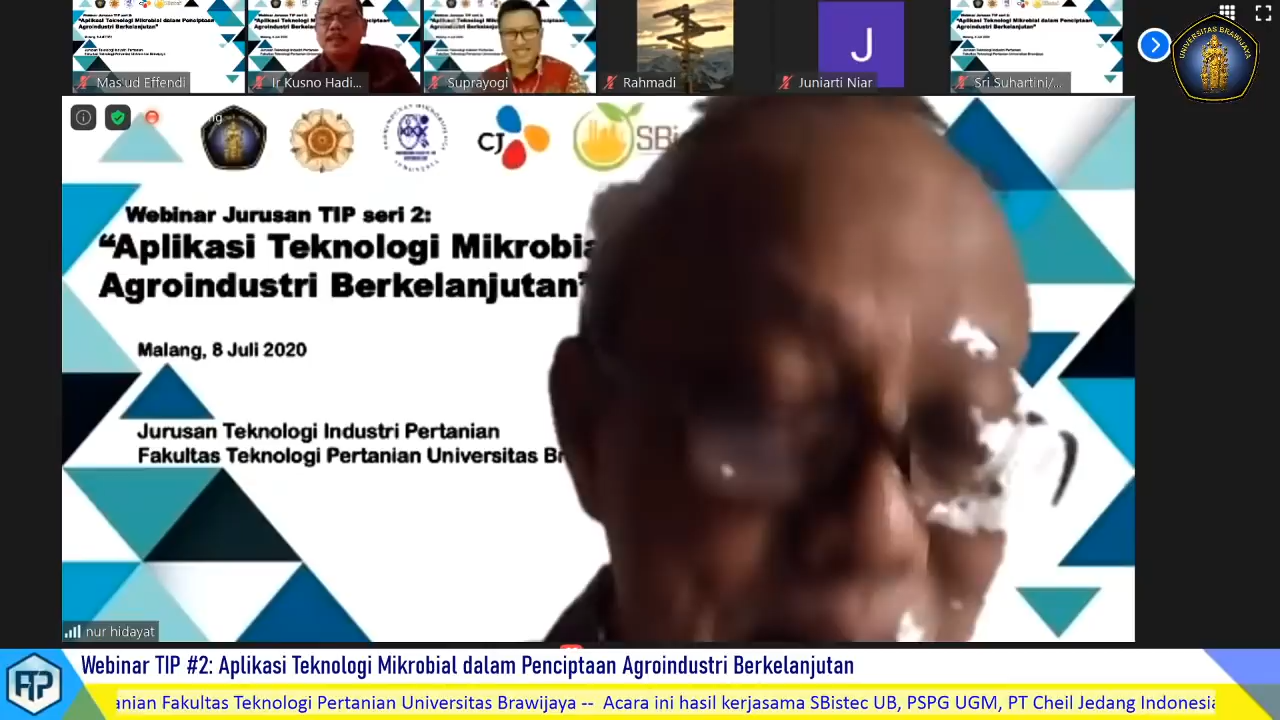 Mas'ud Effendi
Ir.Kusno Hadi...
Suprayogi
Rahmadi
J
Juniarti Niar
Sri Suhartini/...
CJ
SBi
Webinar Jurusan TIP seri 2:
"Aplikasi Teknologi Mikrobia
Agroindustri Berkelanjutan"
Malang, 8 Juli 2020
Jurusan Teknologi Industri Pertanian
Fakultas Teknologi Pertanian Universitas Br
nur hidayat
Webinar TIP #2: Aplikasi Teknologi Mikrobial dalam Penciptaan Agroindustri Berkelanjutan
anian Fakultas Teknologi Pertanian Universitas Brawijaya -- Acara ini hasil kerjasama SBistec UB, PSPG UGM, PT Cheil Jedang Indonesia